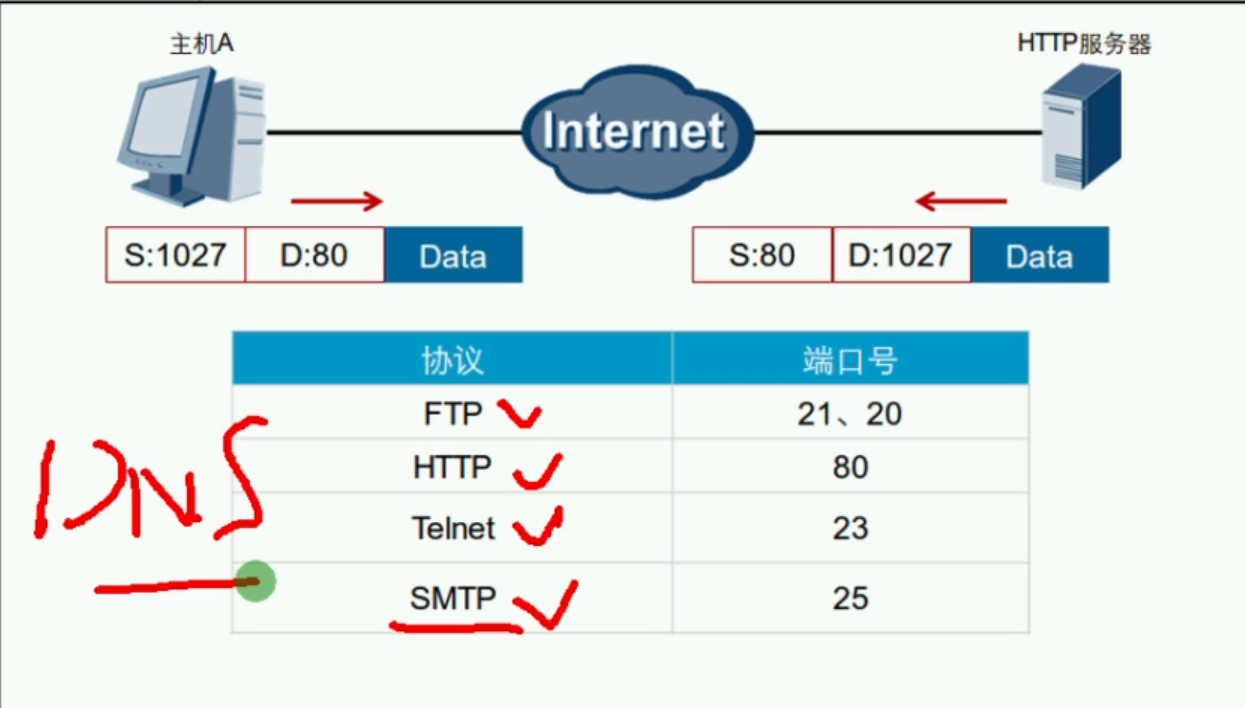 主机A
HTTP服务器
Internet
S:1027 D:80 Data
S:80 D:1027 Data
协议 端口号
FTP 21、20
HTTP 80
Telnet 23
SMTP 25
DNS